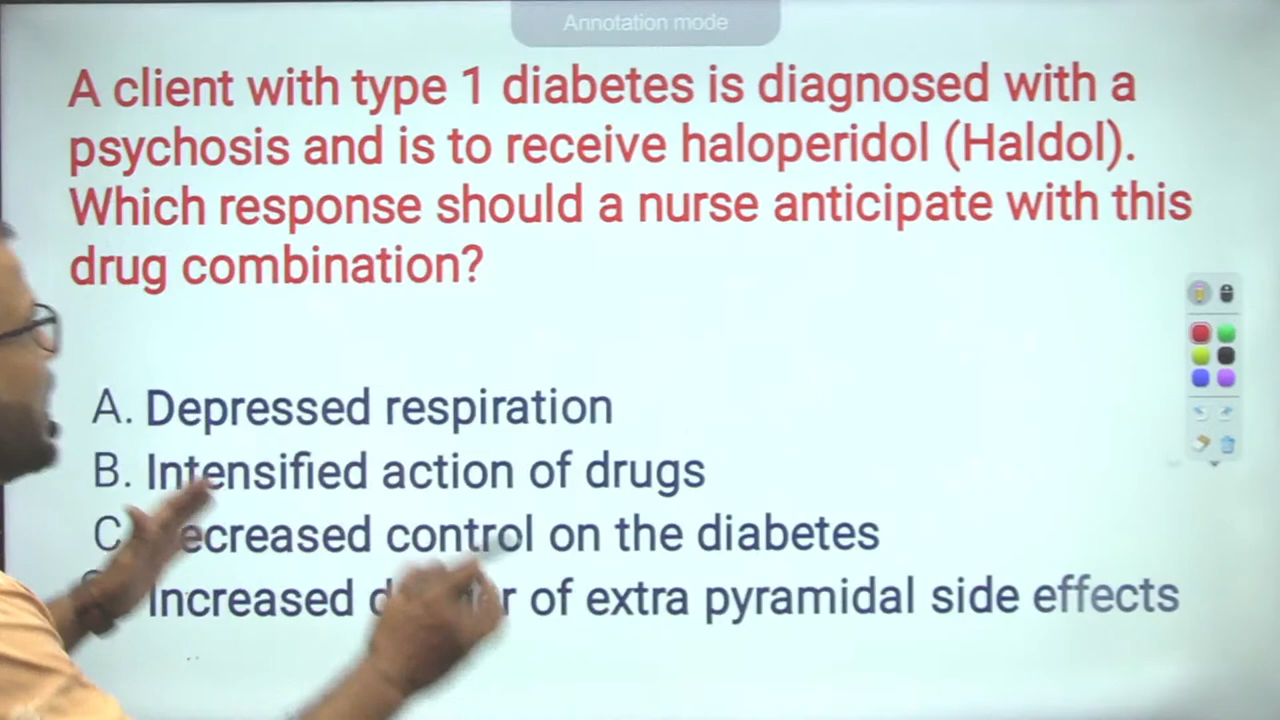 Annotation mode
A client with type 1 diabetes is diagnosed with a
psychosis and is to receive haloperidol (Haldol).
Which response should a nurse anticipate with this
drug combination?
A. Depressed respiration
B. Intensified action of drugs
C. Decreased control on the diabetes
Increased of extra pyramidal side effects